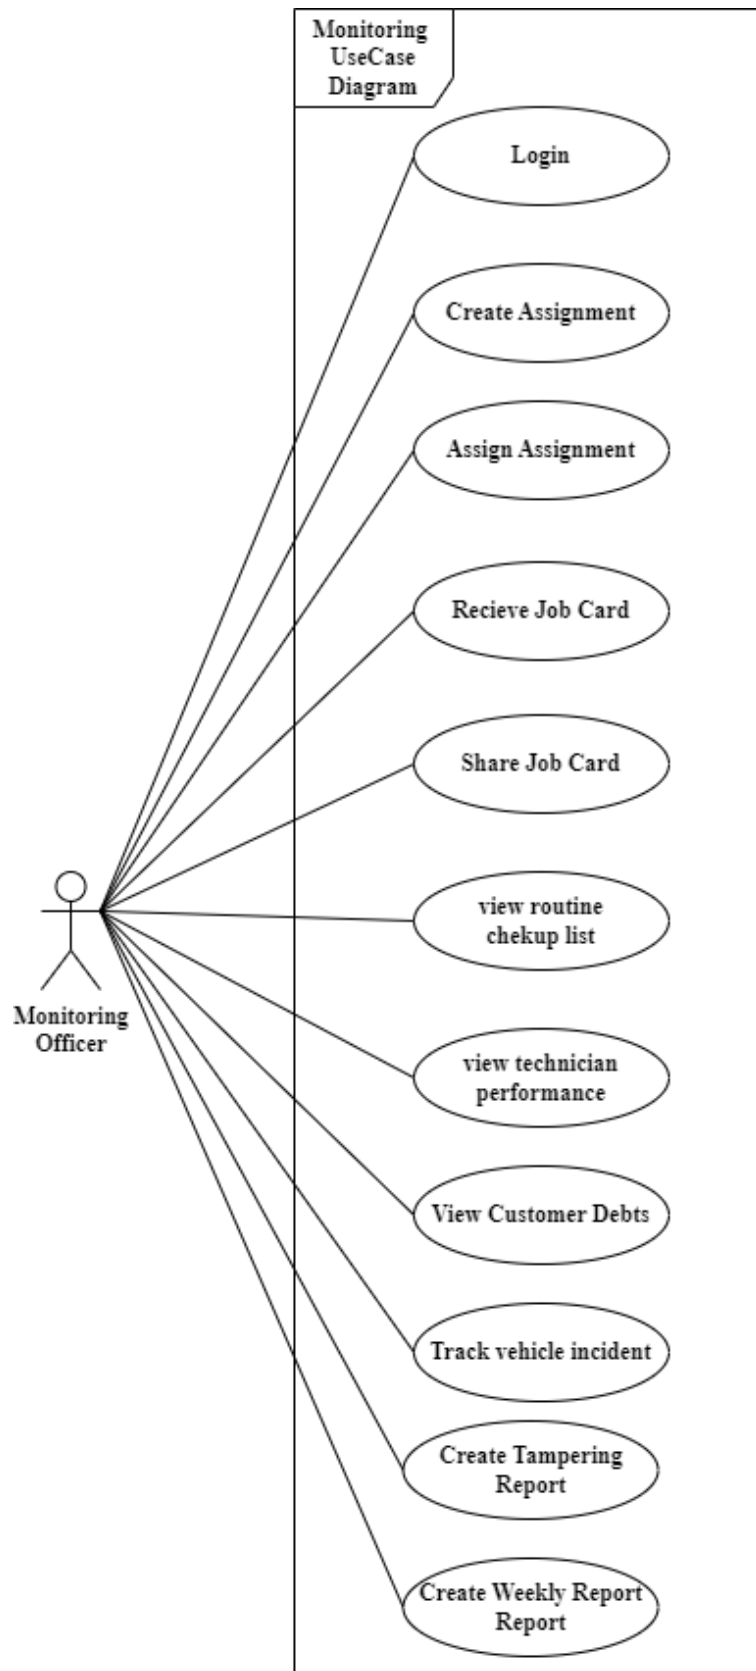 Monitoring
UseCase
Diagram
Login
Create Assignment
Assign Assignment
Recieve Job Card
Share Job Card
view routine
chekup list
Monitoring
Officer
view technician
performance
View Customer Debts
Track vehicle incident
Create Tampering
Report
Create Weekly Report
Report